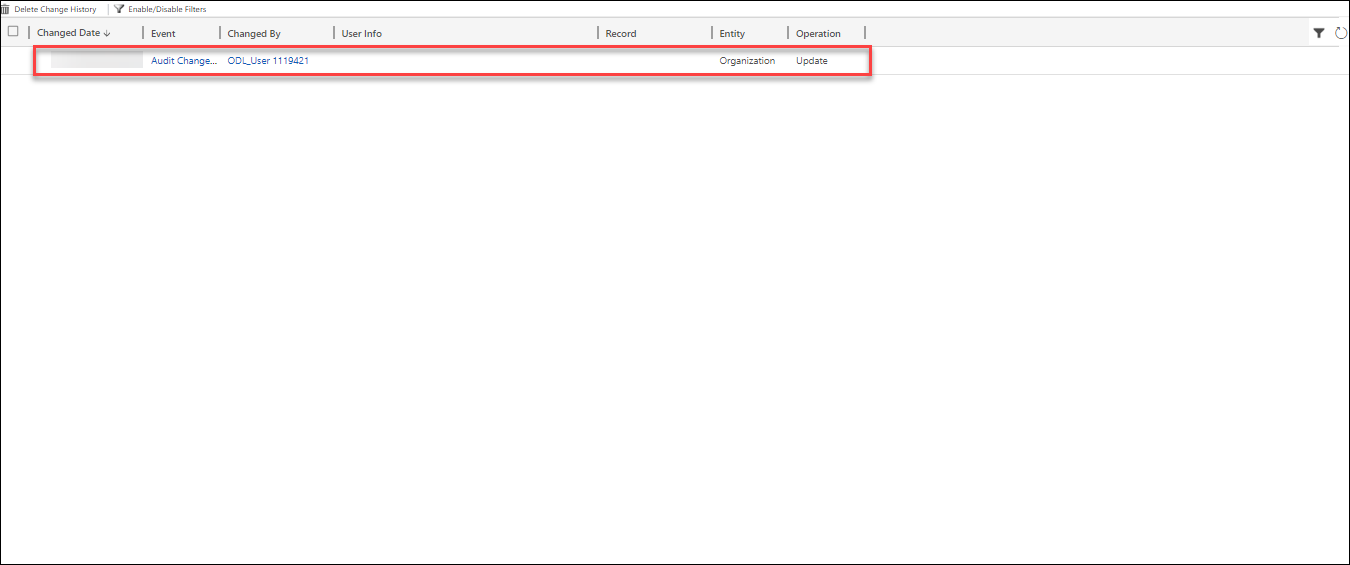 Delete Change History Enable/Disable Filters
Changed Date ↓ Event Changed By User Info Record Entity Operation
Audit Change... ODL_User 1119421 Organization Update